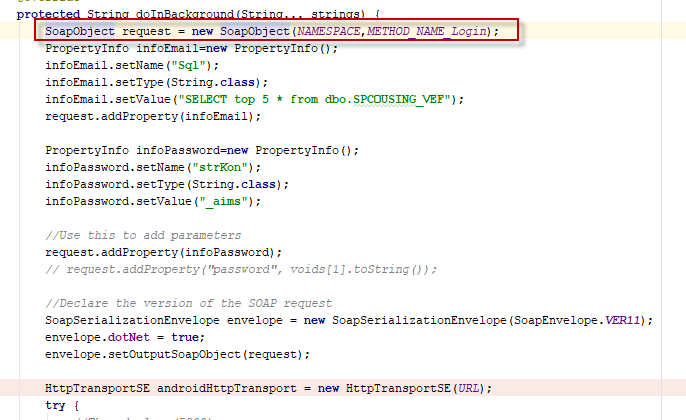 protected String doInBackground(String... strings) {
SoapObject request = new SoapObject(NAMESPACE,METHOD_NAME_Login);
PropertyInfo infoEmail=new PropertyInfo();
infoEmail.setName("Sql");
infoEmail.setType(String.class);
infoEmail.setValue("SELECT top 5 * from dbo.SPCOUSING_VEF");
request.addProperty(infoEmail);
PropertyInfo infoPassword=new PropertyInfo();
infoPassword.setName("strKon");
infoPassword.setType(String.class);
infoPassword.setValue("_aims");
//Use this to add parameters
request.addProperty(infoPassword);
// request.addProperty("password", voids[1].toString());
//Declare the version of the SOAP request
SoapSerializationEnvelope envelope = new SoapSerializationEnvelope(SoapEnvelope.VER11);
envelope.dotNet = true;
envelope.setOutputSoapObject(request);
HttpTransportSE androidHttpTransport = new HttpTransportSE(URL);
try {